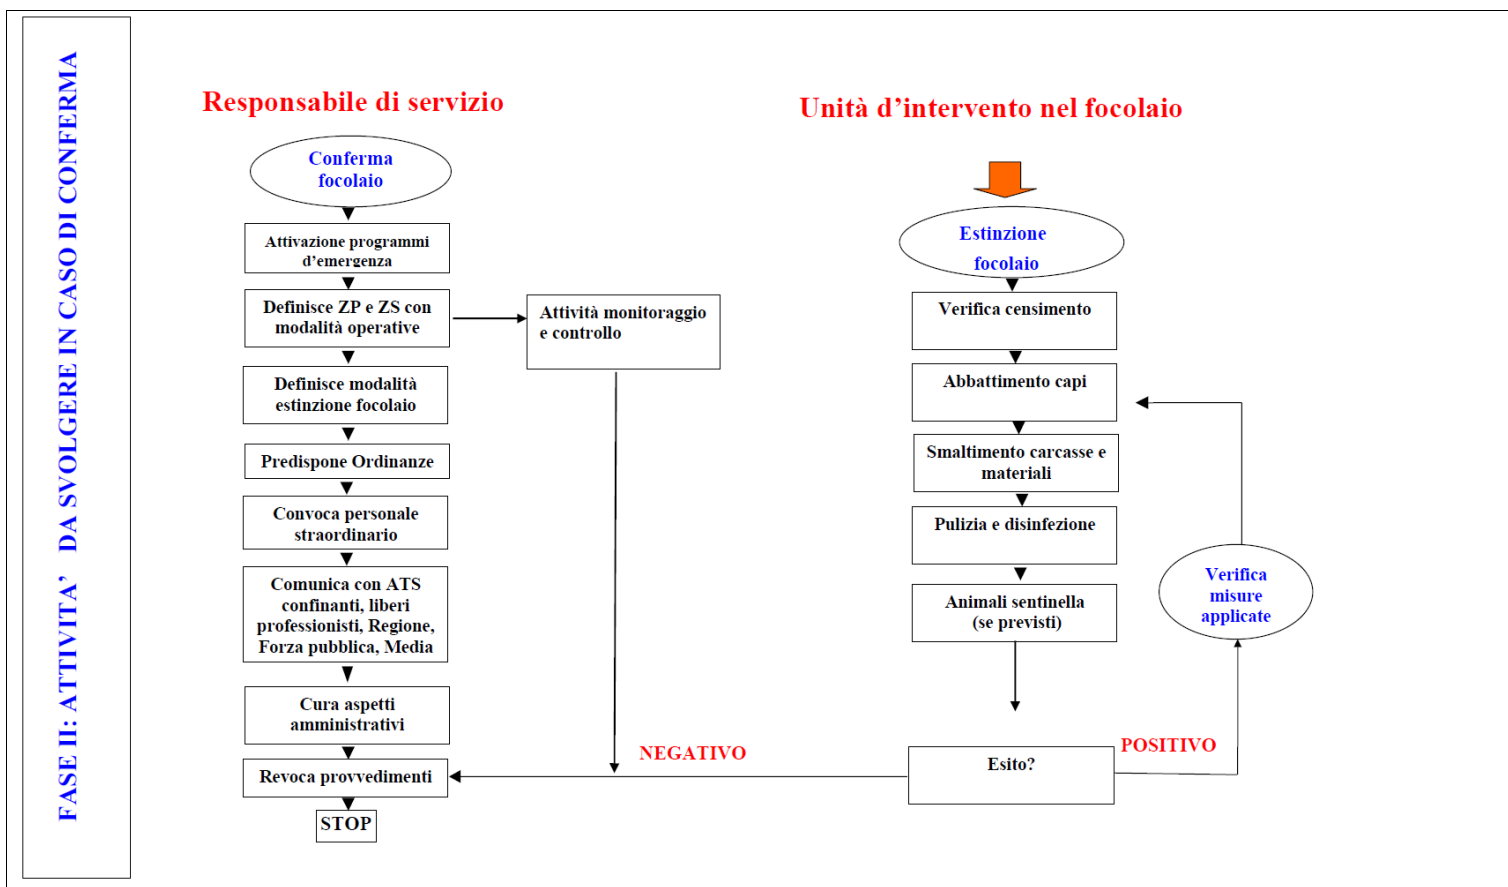 FASE II: ATTIVITA’ DA SVOLGERE IN CASO DI CONFERMA
Responsabile di servizio
Conferma
focolaio
Attivazione programmi
d’emergenza
Definisce ZP e ZS con
modalità operative
Attività monitoraggio
e controllo
Definisce modalità
estinzione focolaio
Predispone Ordinanze
Convoca personale
straordinario
Comunica con ATS
confinanti, liberi
professionisti, Regione,
Forza pubblica, Media
Cura aspetti
amministrativi
Revoca provvedimenti
STOP
Unità d’intervento nel focolaio
Estinzione
focolaio
Verifica censimento
Abbattimento capi
Smaltimento carcasse e
materiali
Pulizia e disinfezione
Animali sentinella
(se previsti)
Esito?
NEGATIVO
POSITIVO
Verifica
misure
applicate